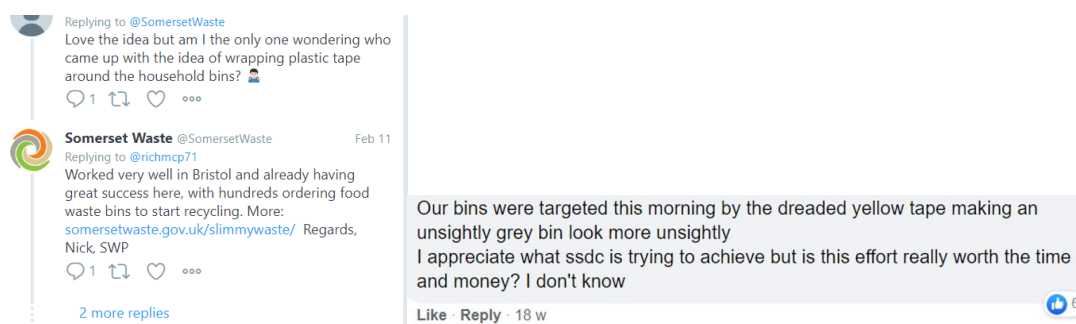 Replying to @SomersetWaste
Love the idea but am I the only one wondering who
came up with the idea of wrapping plastic tape
around the household bins? 🤷🏻‍♂️
1
Somerset Waste @SomersetWaste Feb 11
Replying to @richmcp71
Worked very well in Bristol and already having
great success here, with hundreds ordering food
waste bins to start recycling. More:
somersetwaste.gov.uk/slimmywaste/ Regards,
Nick, SWP
1
2 more replies
Our bins were targeted this morning by the dreaded yellow tape making an
unsightly grey bin look more unsightly
I appreciate what ssdc is trying to achieve but is this effort really worth the time
and money? I don't know
Like · Reply · 18 w